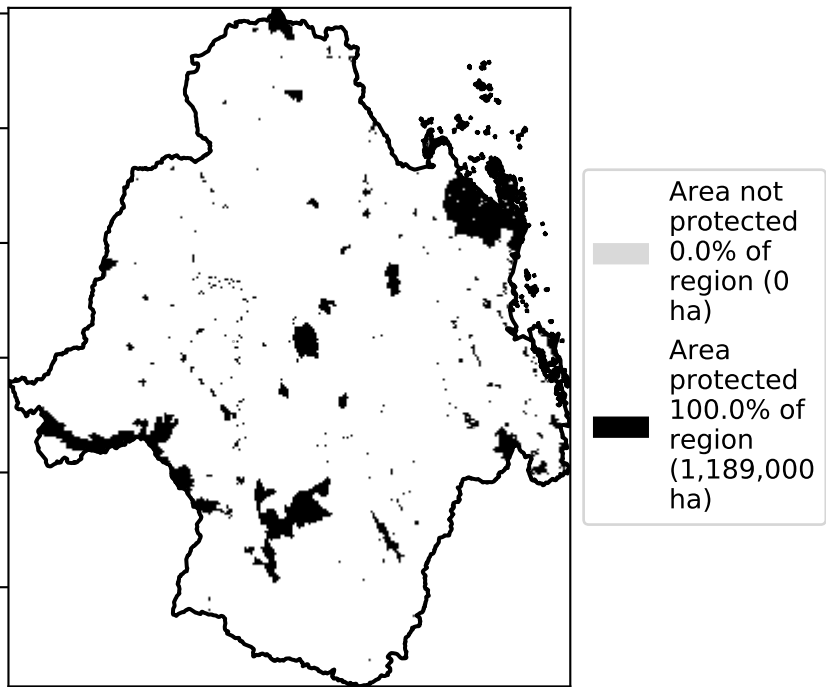 Area not
protected
0.0% of
region (0
ha)
Area
protected
100.0% of
region
(1,189,000
ha)